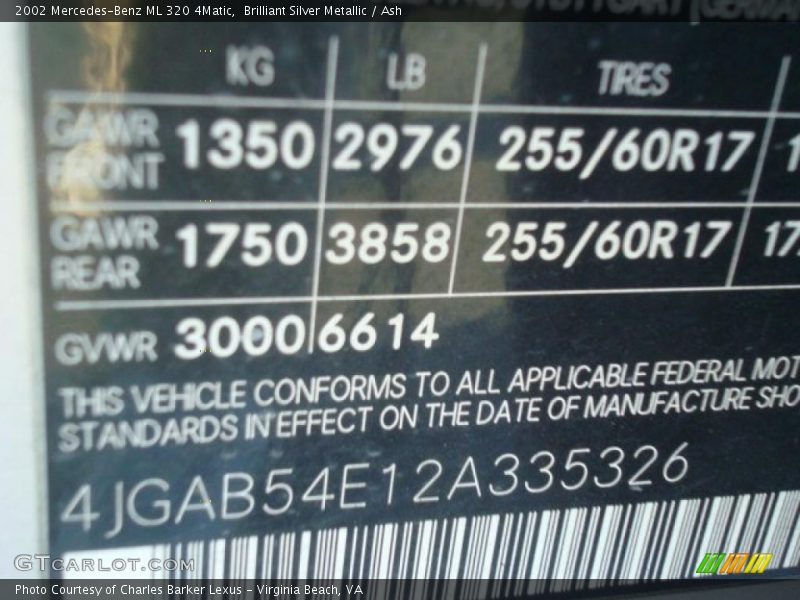 2002 Mercedes-Benz ML 320 4Matic, Brilliant Silver Metallic / Ash
KG LB TIRES
GAWR FRONT 1350 2976 255/60R17
GAWR REAR 1750 3858 255/60R17 17
GVWR 3000 6614
THIS VEHICLE CONFORMS TO ALL APPLICABLE FEDERAL MOT
STANDARDS IN EFFECT ON THE DATE OF MANUFACTURE SHO
4JGAB54E12A335326
GTCARLOT.COM
Photo Courtesy of Charles Barker Lexus - Virginia Beach, VA